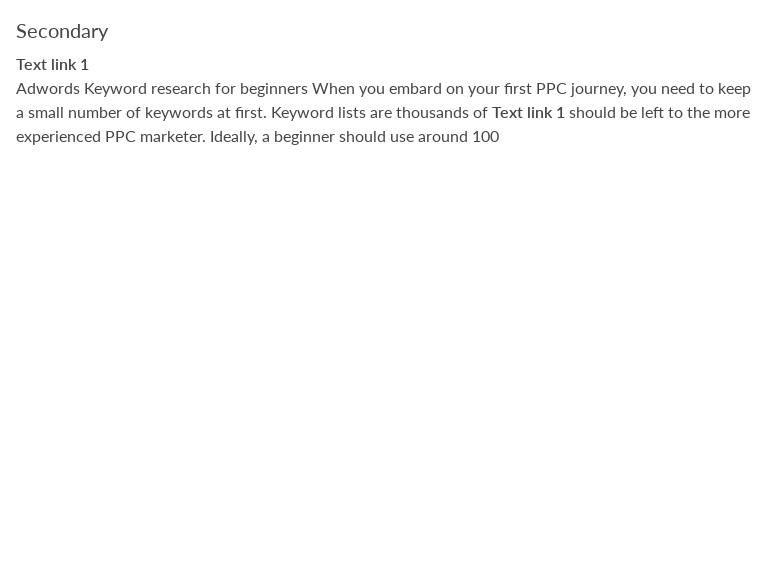 Secondary
Text link 1
Adwords Keyword research for beginners When you embard on your first PPC journey, you need to keep
a small number of keywords at first. Keyword lists are thousands of Text link 1 should be left to the more
experienced PPC marketer. Ideally, a beginner should use around 100